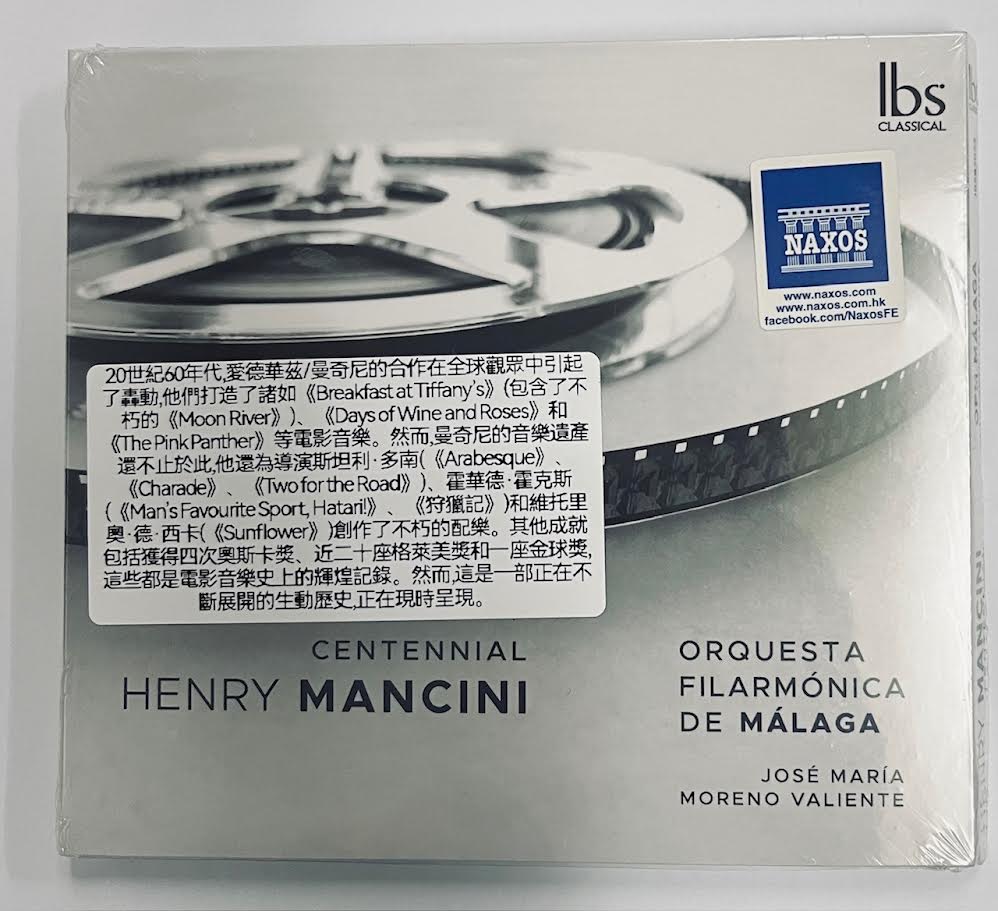 lbs
CLASSICAL
NAXOS
www.naxos.com
www.naxos.com.hk
facebook.com/NaxosFE
20世紀60年代,愛德華茲/曼奇尼的合作在全球觀眾中引起
了轟動,他們打造了諸如《Breakfast at Tiffany's》(包含了不
朽的《Moon River》)、《Days of Wine and Roses》和
《The Pink Panther》等電影音樂。然而,曼奇尼的音樂遺產
還不止於此,他還為導演斯坦利·多南(《Arabesque》、
《Charade》、《Two for the Road》)、霍華德·霍克斯
(《Man's Favourite Sport, Hatari!》、《狩獵記》)和維托里
奧·德·西卡(《Sunflower》)創作了不朽的配樂。其他成就
包括獲得四次奧斯卡獎、近二十座格萊美獎和一座金球獎,
這些都是電影音樂史上的輝煌記錄。然而,這是一部正在不
斷展開的生動歷史,正在現時呈現。
CENTENNIAL
HENRY MANCINI
ORQUESTA
FILARMÓNICA
DE MÁLAGA
JOSÉ MARÍA
MORENO VALIENTE
HENRY MANCINI